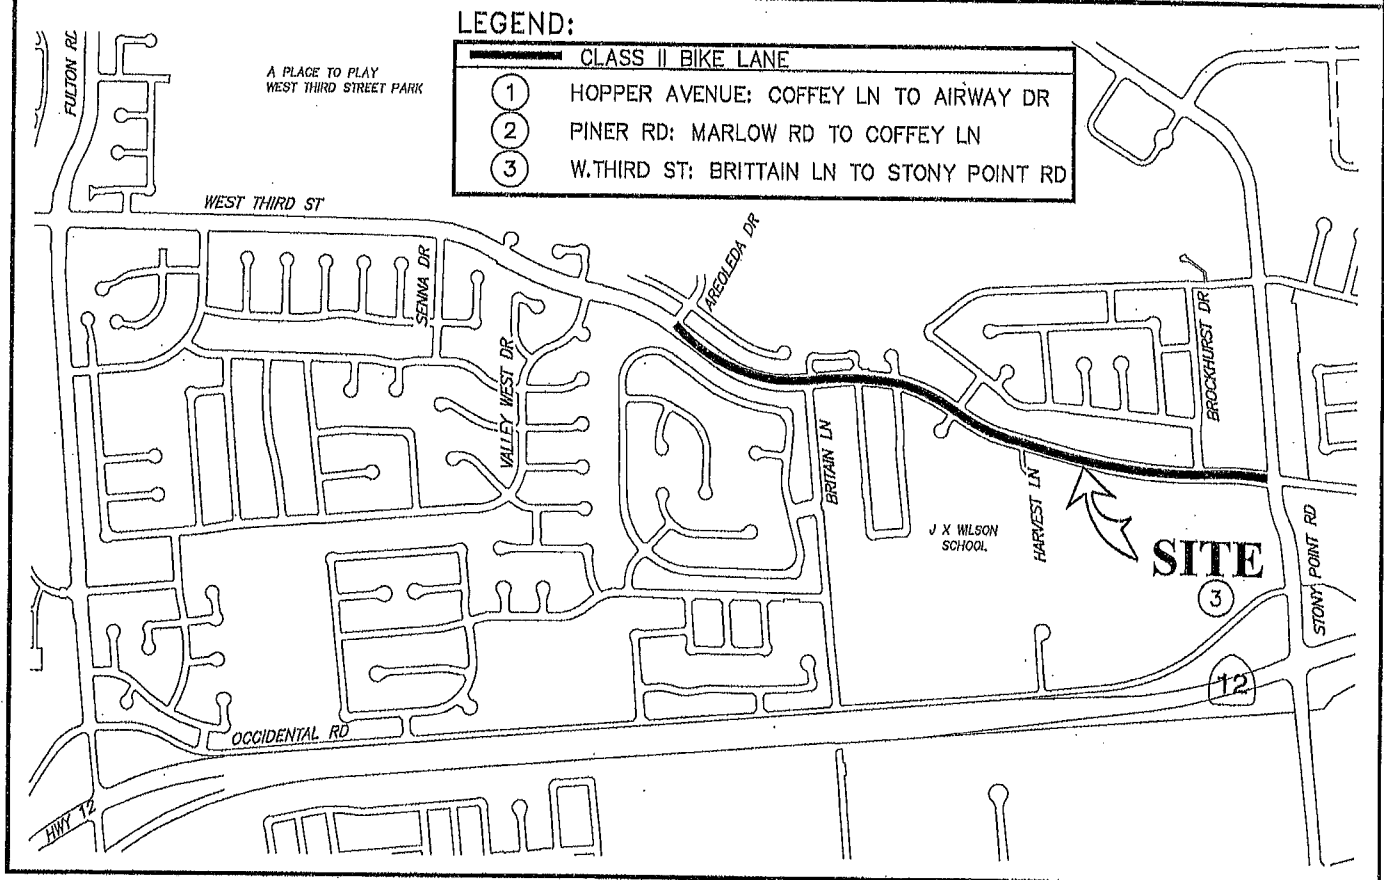 LEGEND:
CLASS II BIKE LANE
1 HOPPER AVENUE: COFFEY LN TO AIRWAY DR
2 PINER RD: MARLOW RD TO COFFEY LN
3 W.THIRD ST: BRITTAIN LN TO STONY POINT RD
FULTON RD
A PLACE TO PLAY
WEST THIRD STREET PARK
WEST THIRD ST
SENNA DR
VALLEY WEST DR
AREOLEDA DR
BROCKHURST DR
BRITAIN LN
HARVEST LN
J X WILSON
SCHOOL
SITE
3
STONY POINT RD
12
OCCIDENTAL RD
HWY 12